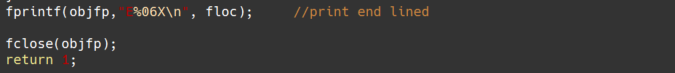 fprintf(objfp,"E%06X\n", floc);     //print end lined
fclose(objfp);
return 1;